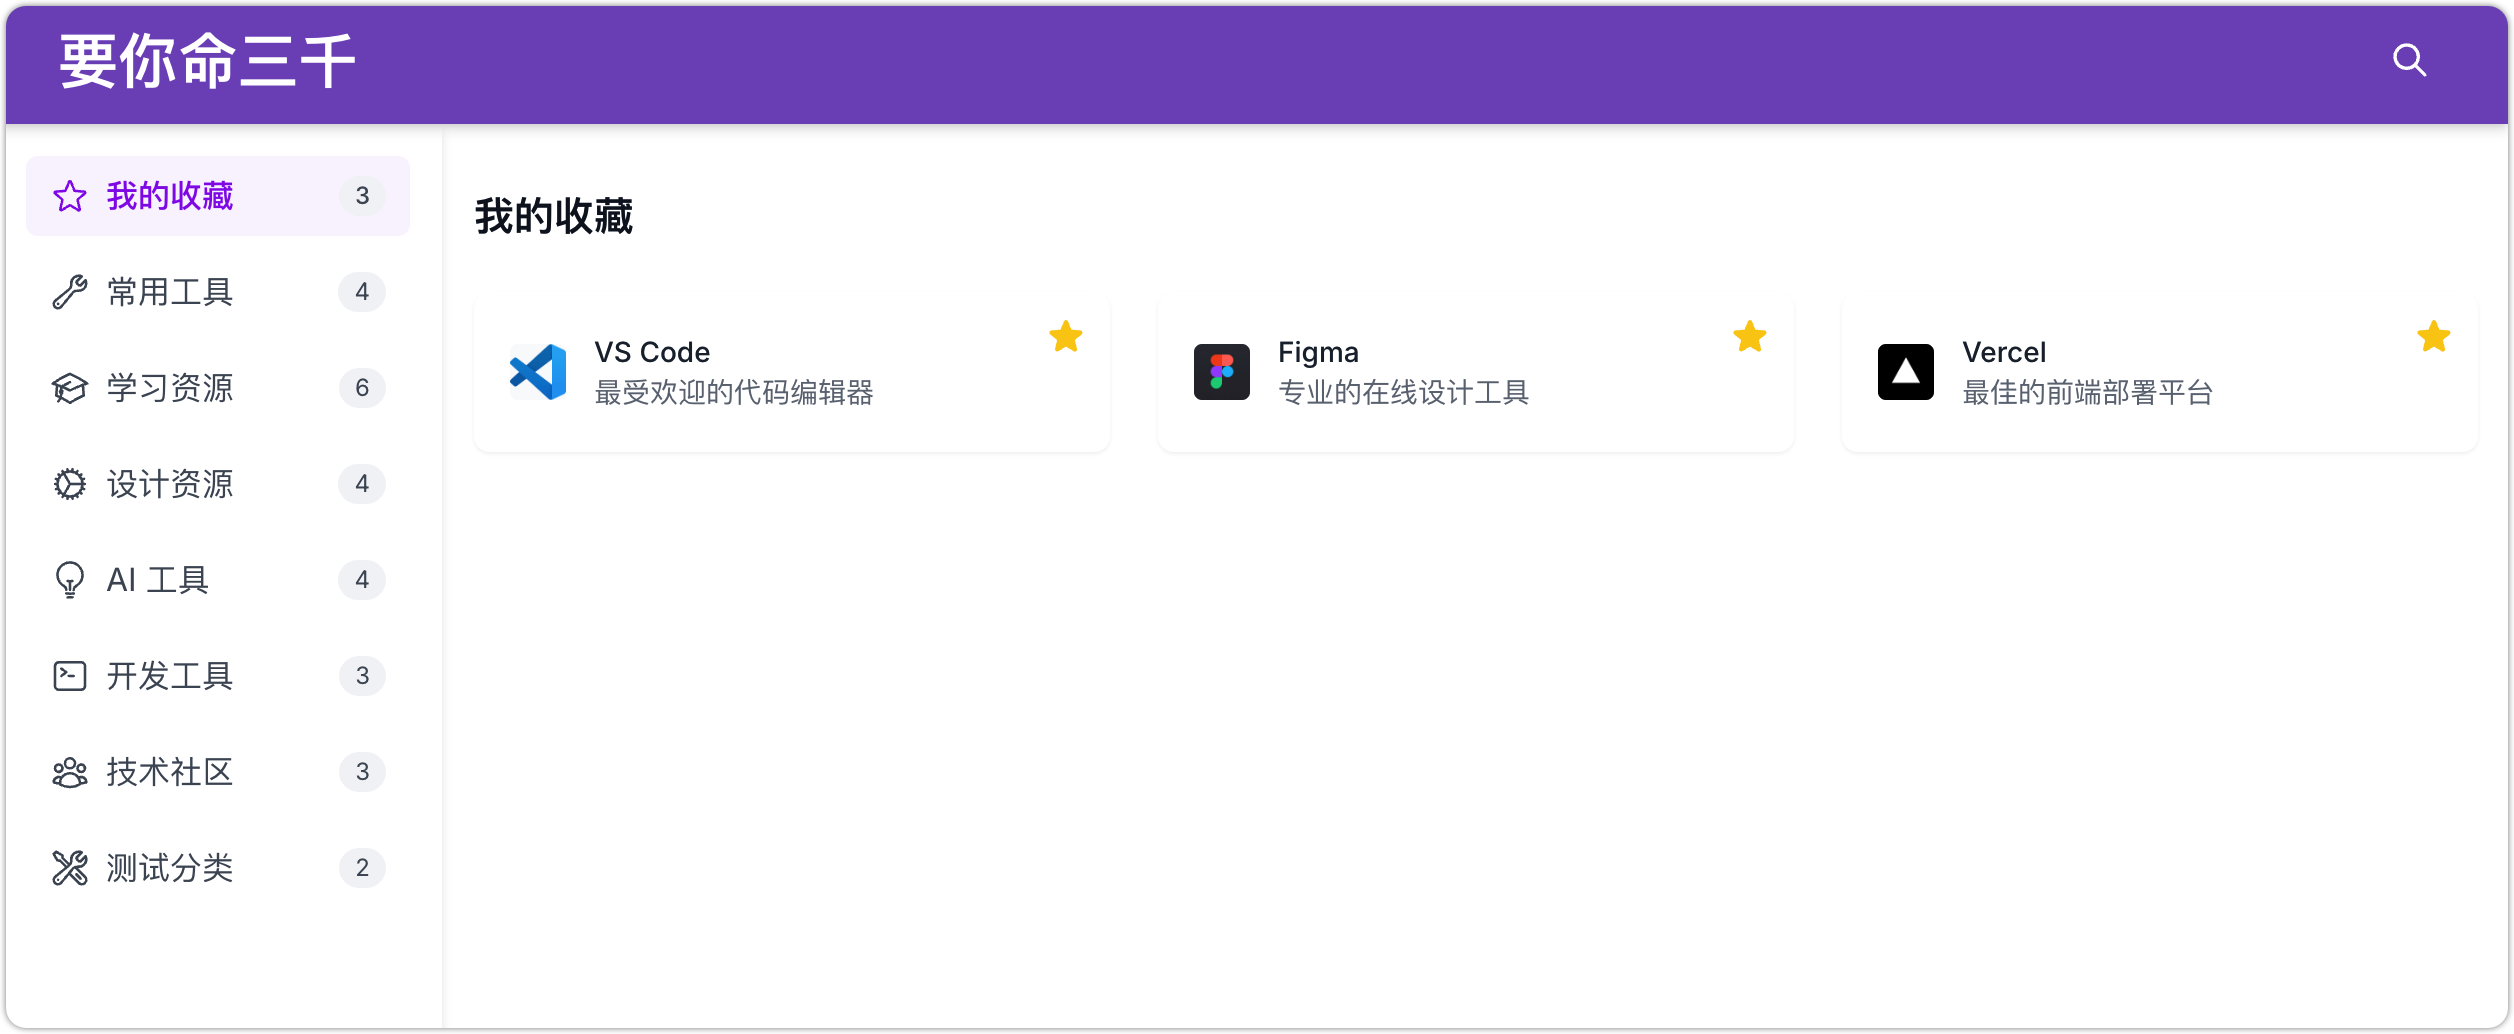 要你命三千
我的收藏 3
常用工具 4
学习资源 6
设计资源 4
AI 工具 4
开发工具 3
技术社区 3
测试分类 2
我的收藏
VS Code
最受欢迎的代码编辑器
Figma
专业的在线设计工具
Vercel
最佳的前端部署平台